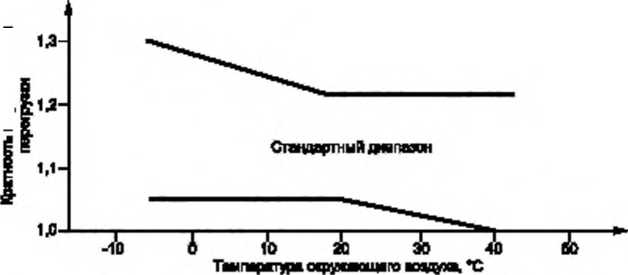 Кратность перегрузки
1,3
1,2
1,1
1,0
Стандартный диапазон
-10 0 10 20 30 40 50
Температура окружающего воздуха, °C